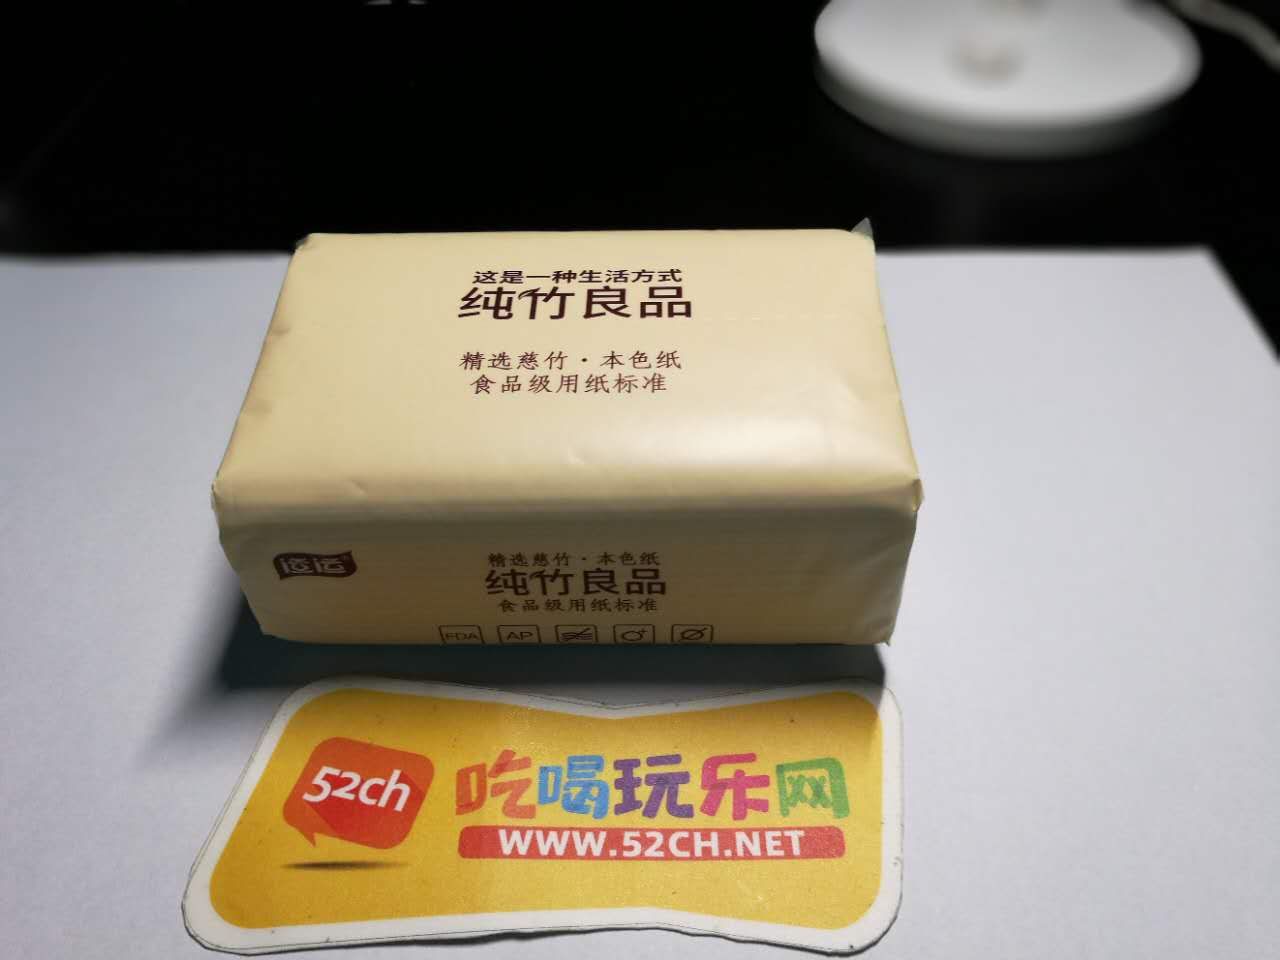 这是一种生活方式
纯竹良品
精选慈竹·本色纸
食品级用纸标准
精选慈竹·本色纸
纯竹良品
食品级用纸标准
FDA AP
52ch
吃喝玩乐网
WWW.52CH.NET